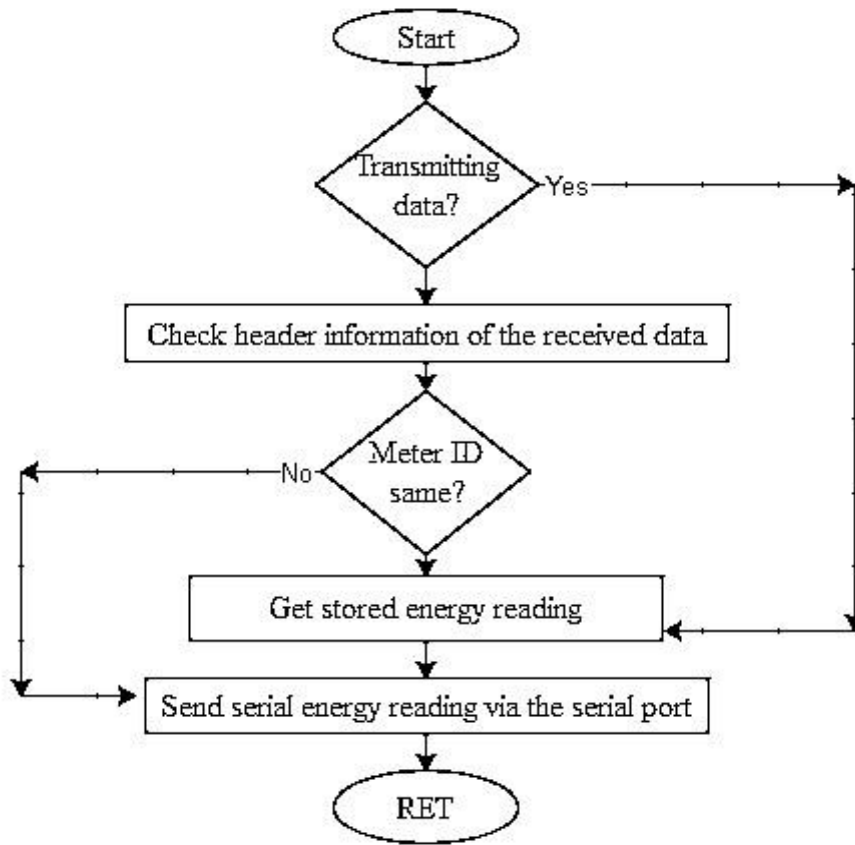 Start
Transmitting
data?
Yes
Check header information of the received data
Meter ID
same?
No
Get stored energy reading
Send serial energy reading via the serial port
RET